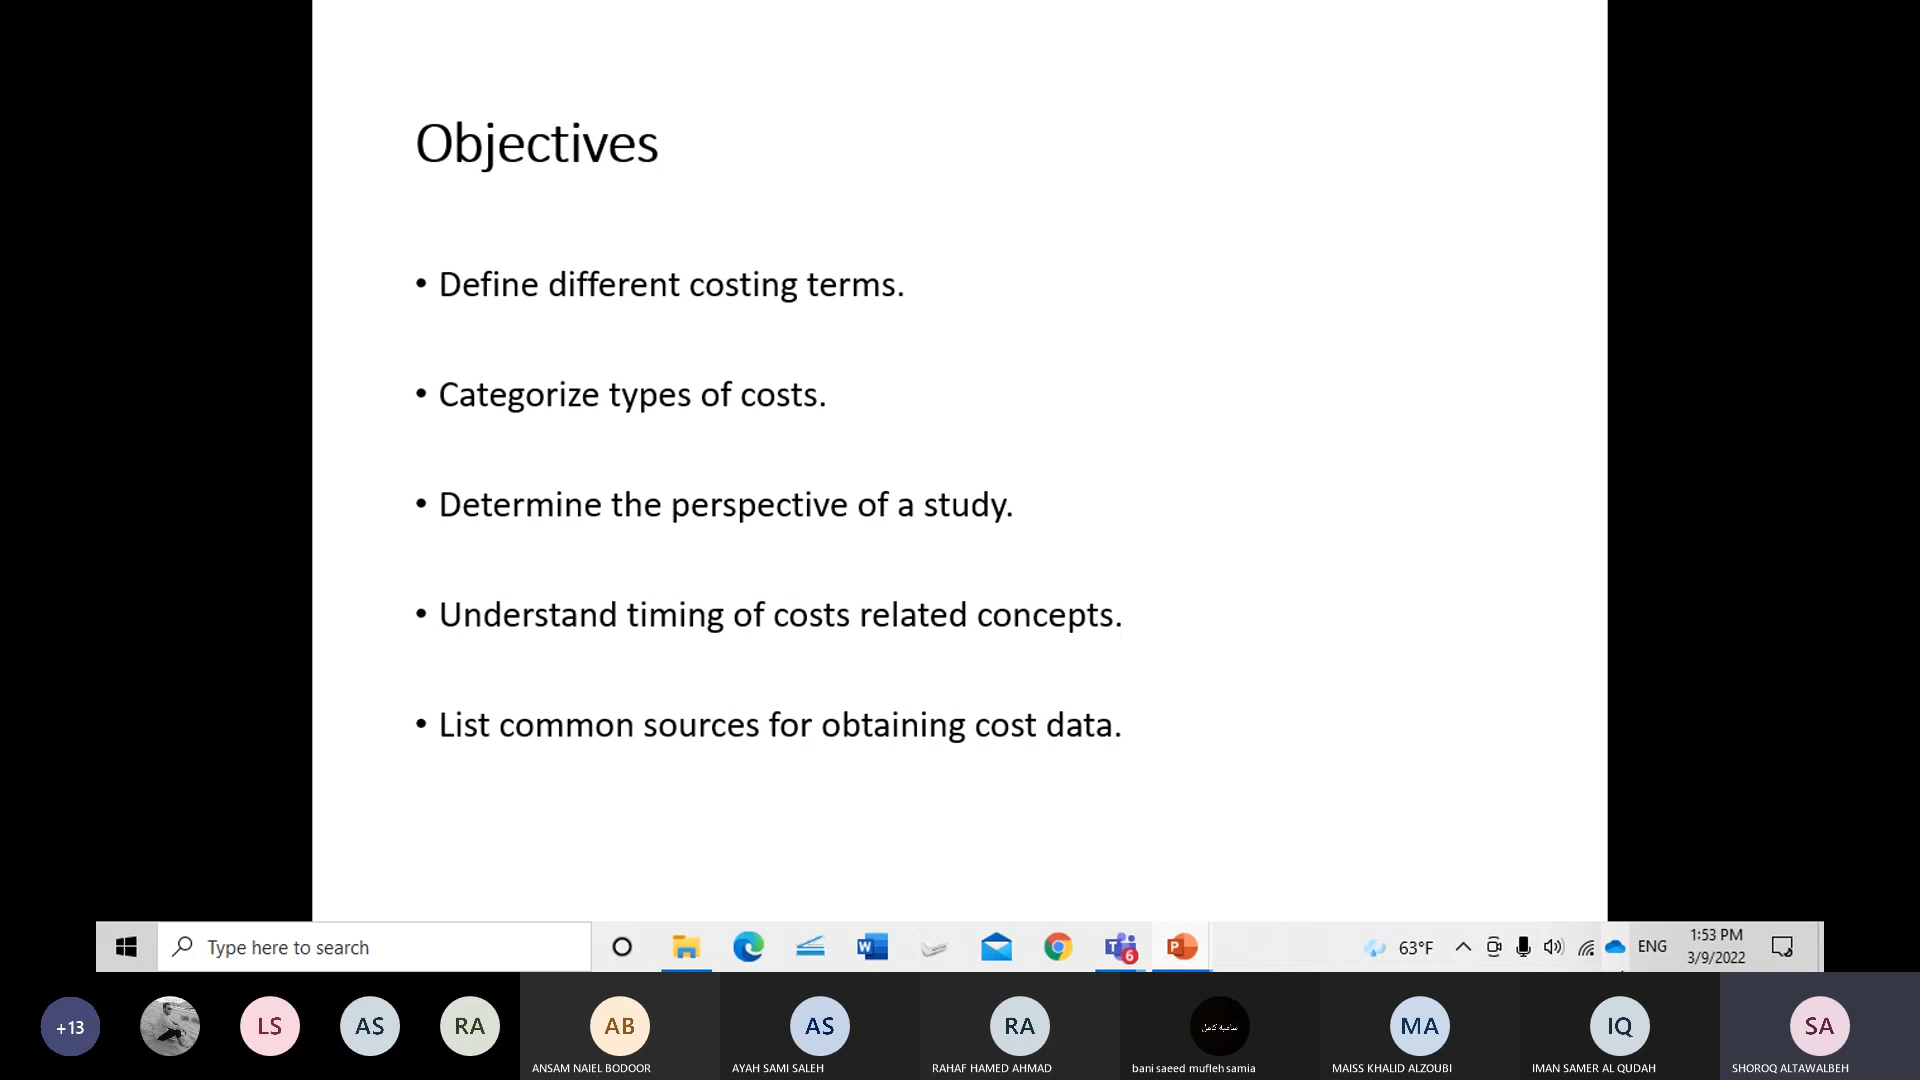 Objectives
• Define different costing terms.
• Categorize types of costs.
• Determine the perspective of a study.
• Understand timing of costs related concepts.
• List common sources for obtaining cost data.
Type here to search
W
T
6
P
63°F
ENG
1:53 PM
3/9/2022
+13
LS
AS
RA
AB
AS
RA
MA
IQ
SA
ANSAM NAIEL BODOOR
AYAH SAMI SALEH
RAHAF HAMED AHMAD
bani saeed mufleh samia
MAISS KHALID ALZOUBI
IMAN SAMER AL QUDAH
SHOROQ ALTAWALBEH